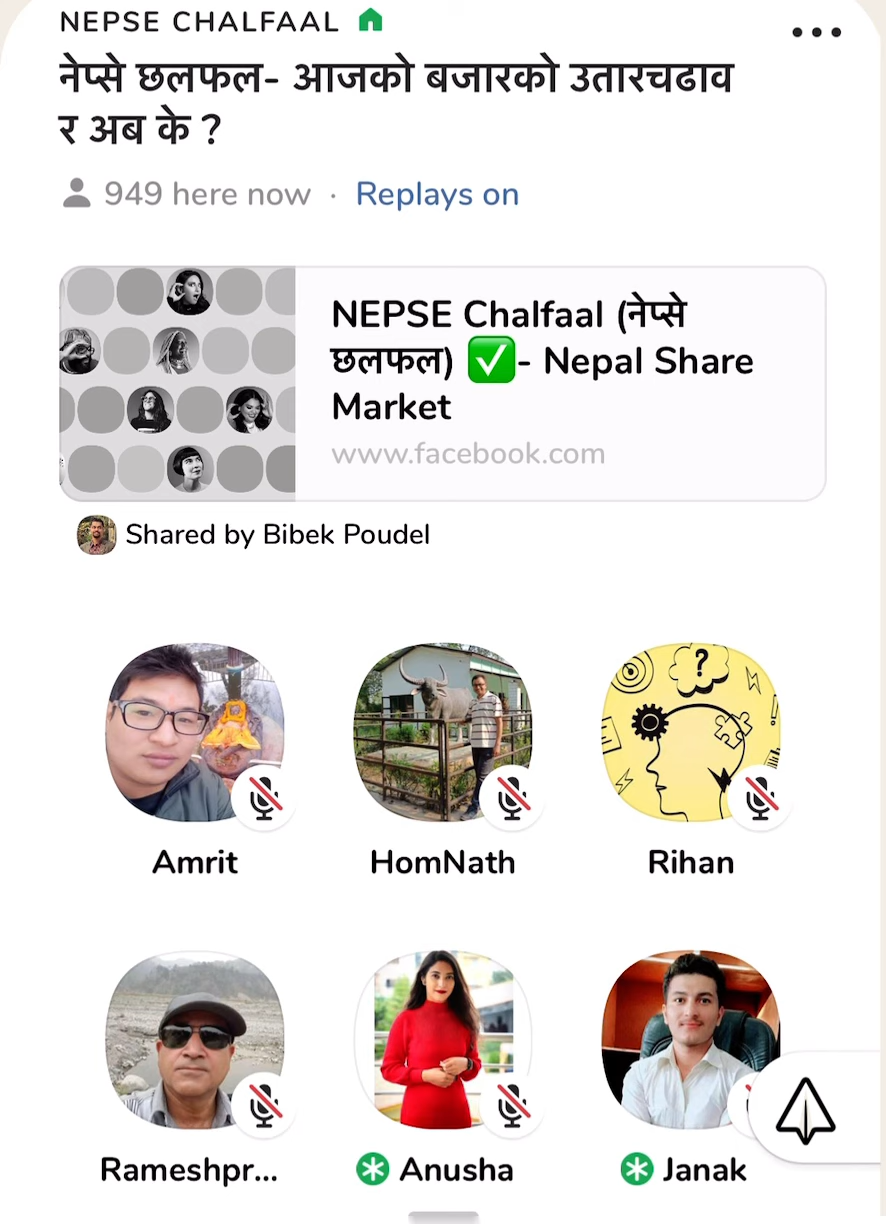 NEPSE CHALFAAL
नेप्से छलफल- आजको बजारको उतारचढाव
र अब के ?
949 here now · Replays on
NEPSE Chalfaal (नेप्से
छलफल) ✅- Nepal Share
Market
www.facebook.com
Shared by Bibek Poudel
Amrit
HomNath
Rihan
Rameshpr...
Anusha
Janak